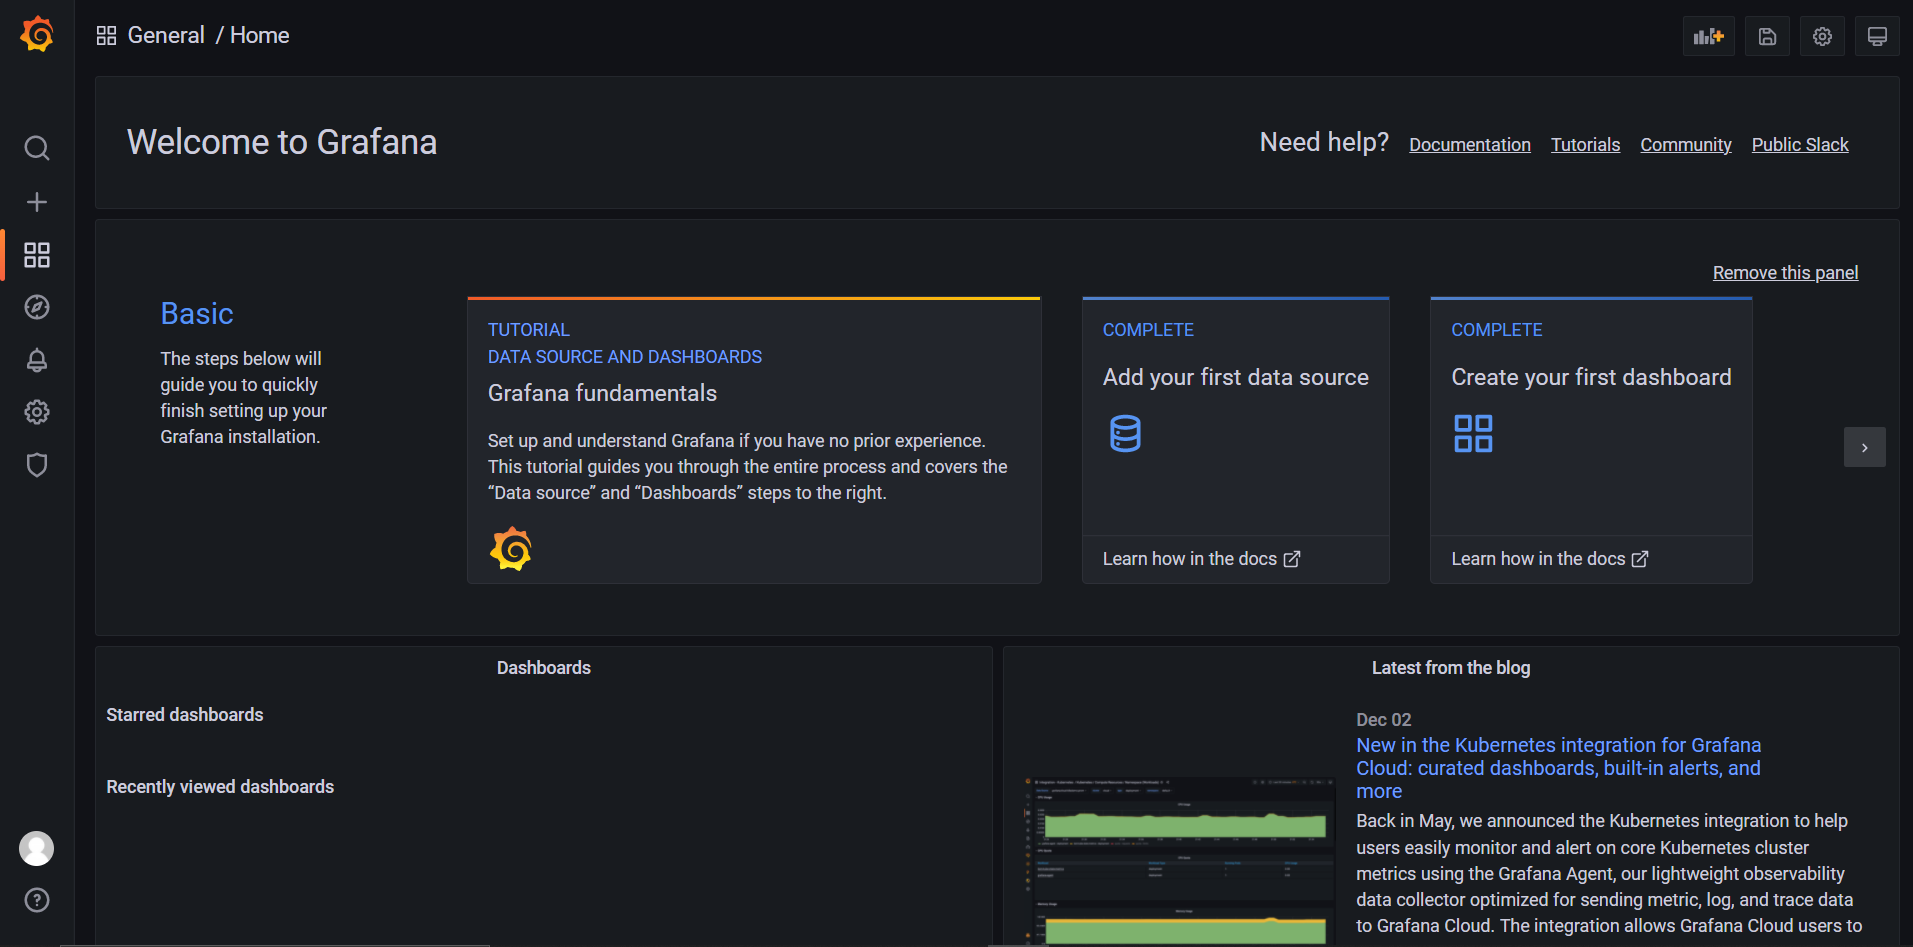 General / Home
Welcome to Grafana
Need help? Documentation Tutorials Community Public Slack
Remove this panel
Basic
The steps below will
guide you to quickly
finish setting up your
Grafana installation.
TUTORIAL
DATA SOURCE AND DASHBOARDS
Grafana fundamentals
Set up and understand Grafana if you have no prior experience.
This tutorial guides you through the entire process and covers the
“Data source” and “Dashboards” steps to the right.
COMPLETE
Add your first data source
Learn how in the docs
COMPLETE
Create your first dashboard
Learn how in the docs
Dashboards
Starred dashboards
Recently viewed dashboards
Latest from the blog
Dec 02
New in the Kubernetes integration for Grafana
Cloud: curated dashboards, built-in alerts, and
more
Back in May, we announced the Kubernetes integration to help
users easily monitor and alert on core Kubernetes cluster
metrics using the Grafana Agent, our lightweight observability
data collector optimized for sending metric, log, and trace data
to Grafana Cloud. The integration allows Grafana Cloud users to